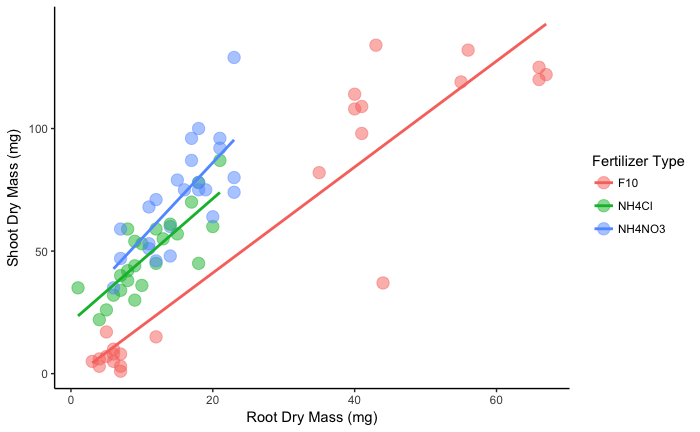 100
50
0
0
20
40
60
Shoot Dry Mass (mg)
Root Dry Mass (mg)
Fertilizer Type
F10
NH4Cl
NH4NO3